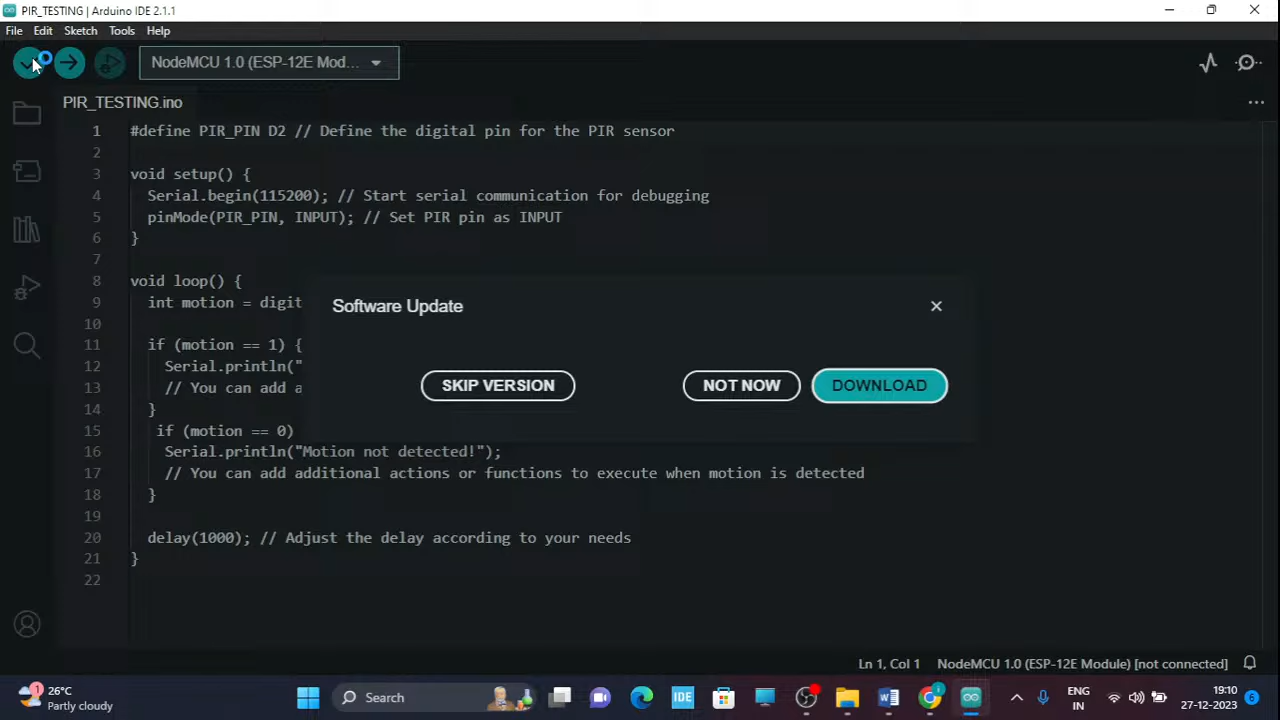 PIR_TESTING | Arduino IDE 2.1.1
File Edit Sketch Tools Help
NodeMCU 1.0 (ESP-12E Mod...
PIR_TESTING.ino
1 #define PIR_PIN D2 // Define the digital pin for the PIR sensor
2
3 void setup() {
4 Serial.begin(115200); // Start serial communication for debugging
5 pinMode(PIR_PIN, INPUT); // Set PIR pin as INPUT
6 }
7
8 void loop() {
9 int motion = digit
10
11 if (motion == 1) {
12 Serial.println("
13 // You can add a
14 }
15 if (motion == 0)
16 Serial.println("Motion not detected!");
17 // You can add additional actions or functions to execute when motion is detected
18 }
19
20 delay(1000); // Adjust the delay according to your needs
21 }
22
Software Update
SKIP VERSION NOT NOW DOWNLOAD
Ln 1, Col 1 NodeMCU 1.0 (ESP-12E Module) [not connected]
1
26°C
Partly cloudy
Search
IDE
ENG
IN
19:10
27-12-2023
6